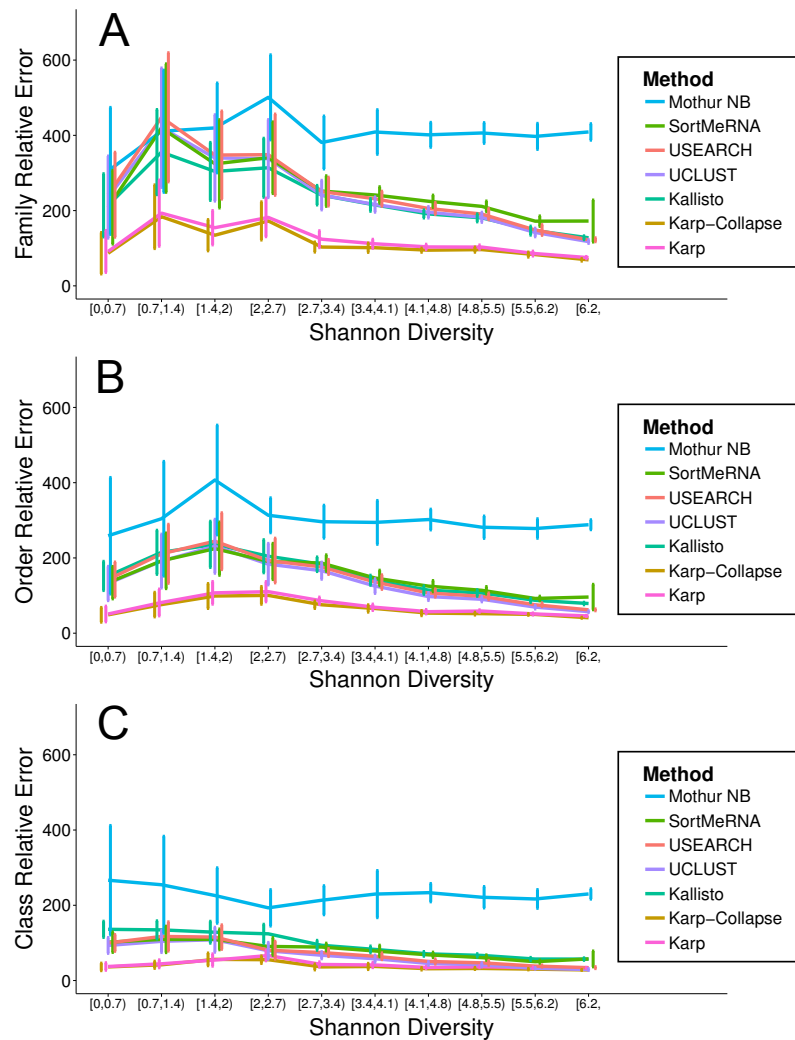 A
Family Relative Error
600
400
200
0
[0,0.7) [0.7,1.4) [1.4,2) [2,2.7) [2.7,3.4) [3.4,4.1) [4.1,4.8) [4.8,5.5) [5.5,6.2) [6.2,
Shannon Diversity
Method
Mothur NB
SortMeRNA
USEARCH
UCLUST
Kallisto
Karp−Collapse
Karp
B
Order Relative Error
600
400
200
0
[0,0.7) [0.7,1.4) [1.4,2) [2,2.7) [2.7,3.4) [3.4,4.1) [4.1,4.8) [4.8,5.5) [5.5,6.2) [6.2,
Shannon Diversity
Method
Mothur NB
SortMeRNA
USEARCH
UCLUST
Kallisto
Karp−Collapse
Karp
C
Class Relative Error
600
400
200
0
[0,0.7) [0.7,1.4) [1.4,2) [2,2.7) [2.7,3.4) [3.4,4.1) [4.1,4.8) [4.8,5.5) [5.5,6.2) [6.2,
Shannon Diversity
Method
Mothur NB
SortMeRNA
USEARCH
UCLUST
Kallisto
Karp−Collapse
Karp